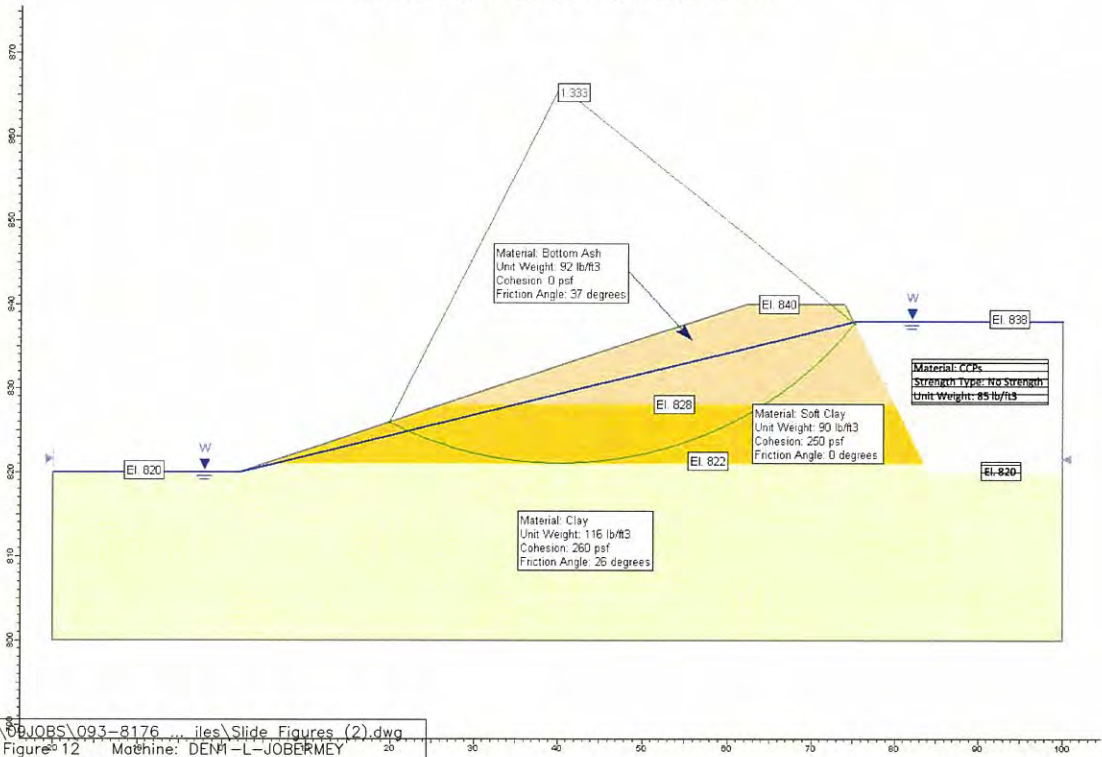 1.333
Material: Bottom Ash
Unit Weight: 92 lb/ft3
Cohesion: 0 psf
Friction Angle: 37 degrees
W
El. 840
El. 838
Material: CCPs
Strength Type: No Strength
Unit Weight: 85 lb/ft3
El. 828
Material: Soft Clay
Unit Weight: 90 lb/ft3
Cohesion: 250 psf
Friction Angle: 0 degrees
W
El. 820
El. 822
El. 820
Material: Clay
Unit Weight: 116 lb/ft3
Cohesion: 260 psf
Friction Angle: 26 degrees
870
860
850
840
830
820
810
800
\09JOBS\093-8176 ... iles\Slide Figures (2).dwg
Figure 12 Machine: DEN1-L-JOBERMEY
40 50 60 70 80 90 100